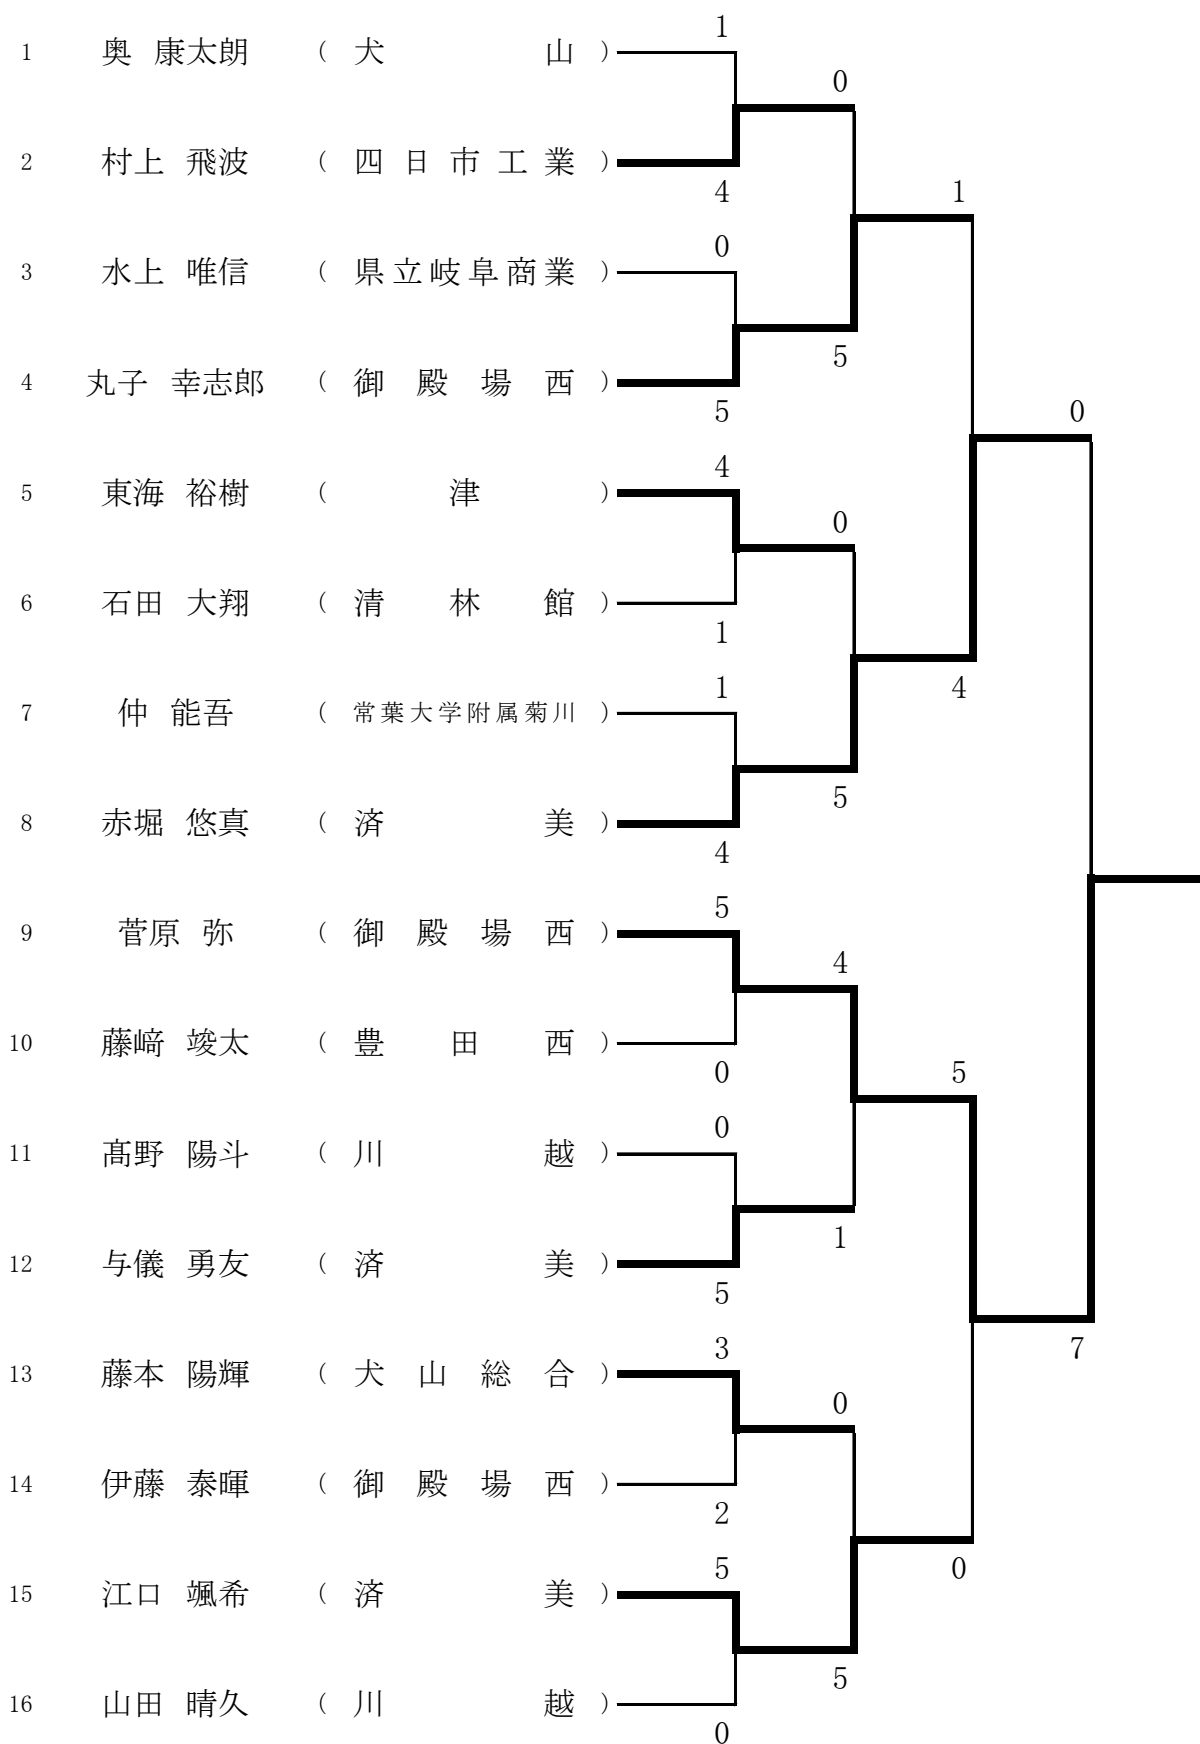 1
1 奥 康太朗 ( 犬 山 )
0
2 村上 飛波 ( 四日市工業 )
4
1
0
3 水上 唯信 ( 県立岐阜商業 )
5
4 丸子 幸志郎 ( 御殿場西 )
5
0
4
5 東海 裕樹 ( 津 )
0
6 石田 大翔 ( 清林館 )
1
4
1
7 仲 能吾 ( 常葉大学附属菊川 )
5
8 赤堀 悠真 ( 済 美 )
4
5
9 菅原 弥 ( 御殿場西 )
4
10 藤﨑 竣太 ( 豊田西 )
0
5
0
11 髙野 陽斗 ( 川 越 )
1
12 与儀 勇友 ( 済 美 )
5
3
7
13 藤本 陽輝 ( 犬山総合 )
0
14 伊藤 泰暉 ( 御殿場西 )
2
5
0
15 江口 颯希 ( 済 美 )
5
16 山田 晴久 ( 川 越 )
0